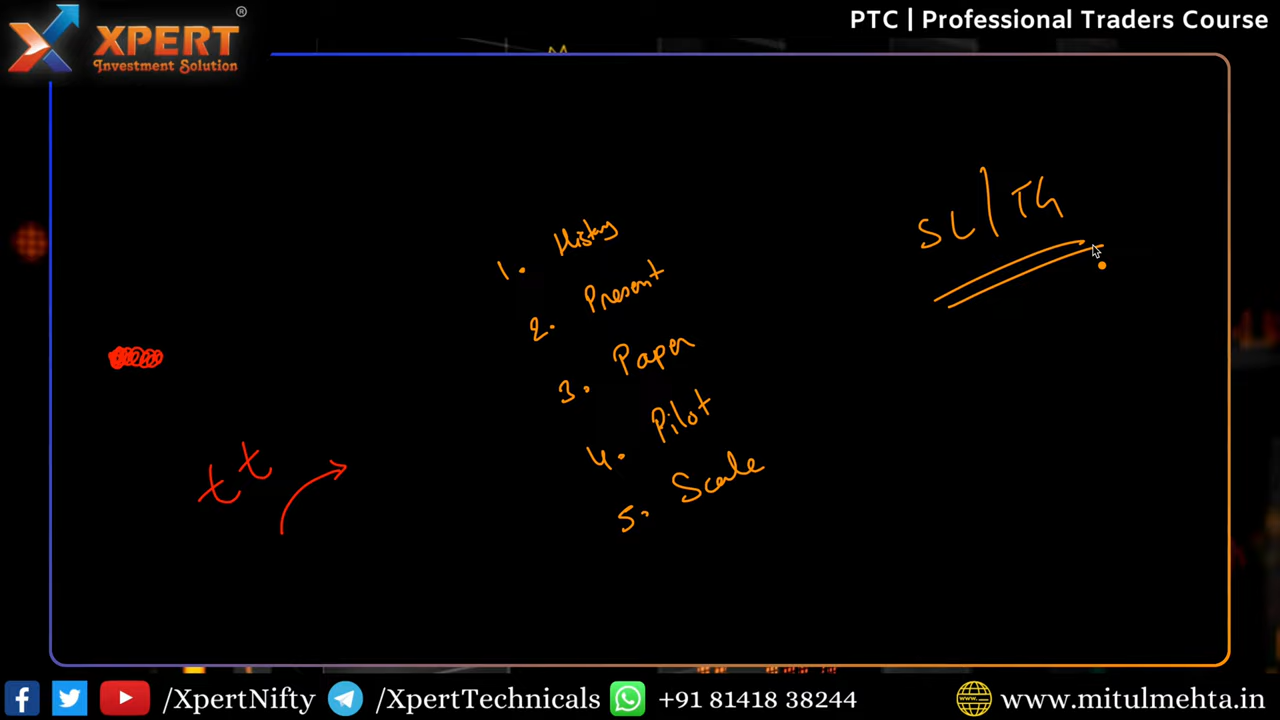 XPERT®
Investment Solution
PTC | Professional Traders Course
SL/TG
1. History
2. Present
3. Paper
4. Pilot
5. Scale
tt
/XpertNifty
/XpertTechnicals
+91 81418 38244
www.mitulmehta.in